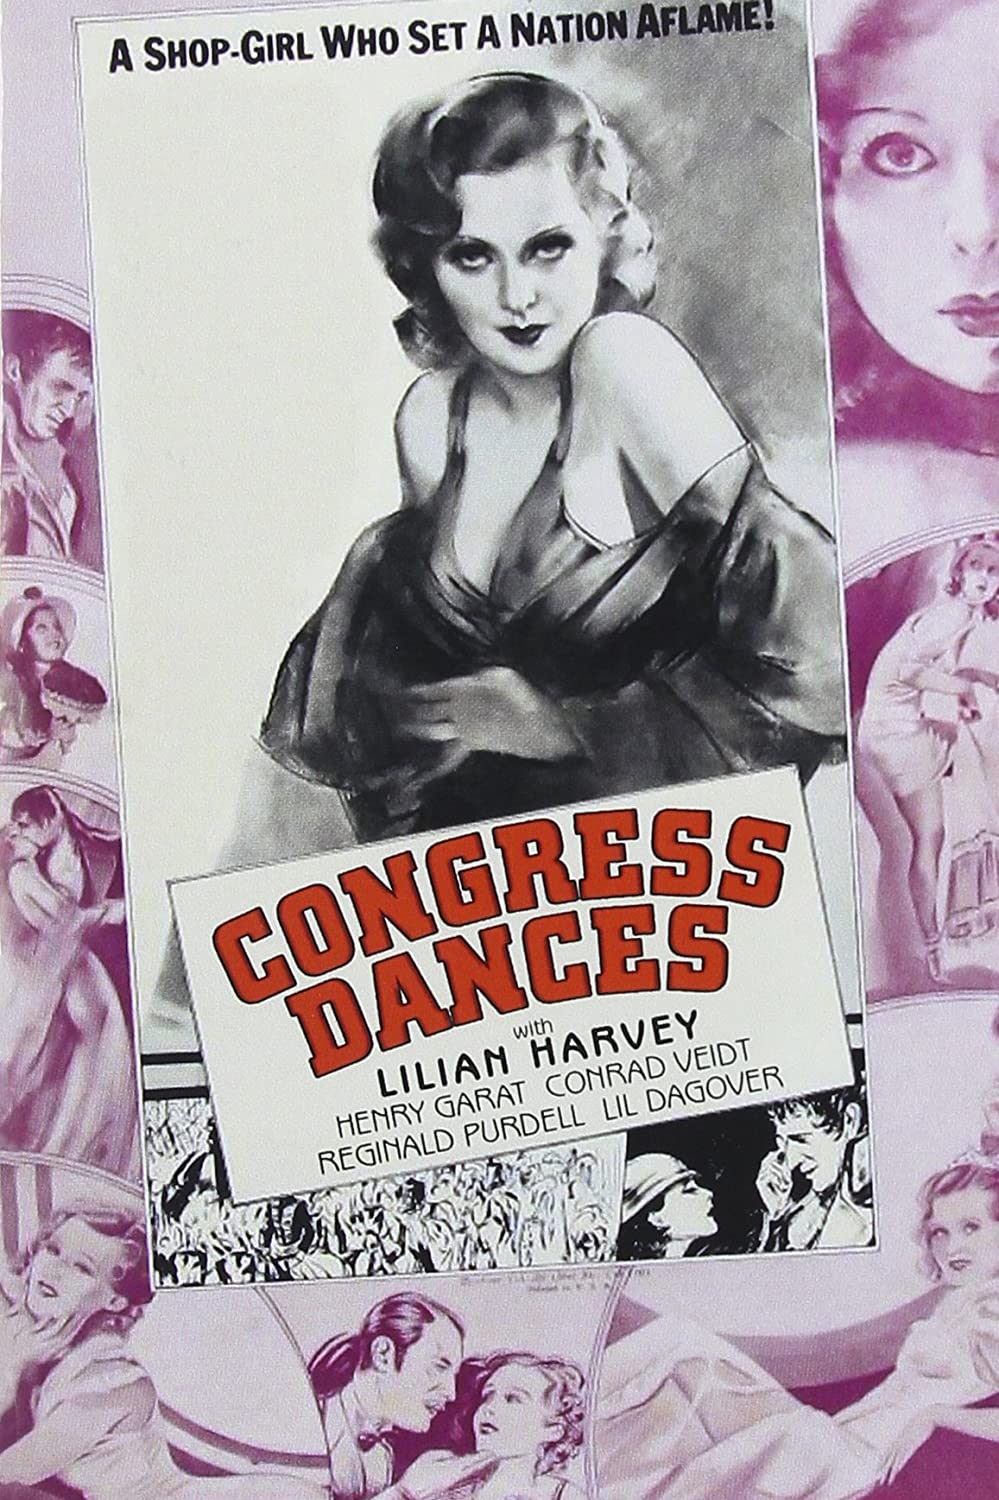 A SHOP-GIRL WHO SET A NATION AFLAME!
CONGRESS
DANCES
with
LILIAN HARVEY
HENRY GARAT CONRAD VEIDT
REGINALD PURDELL LIL DAGOVER